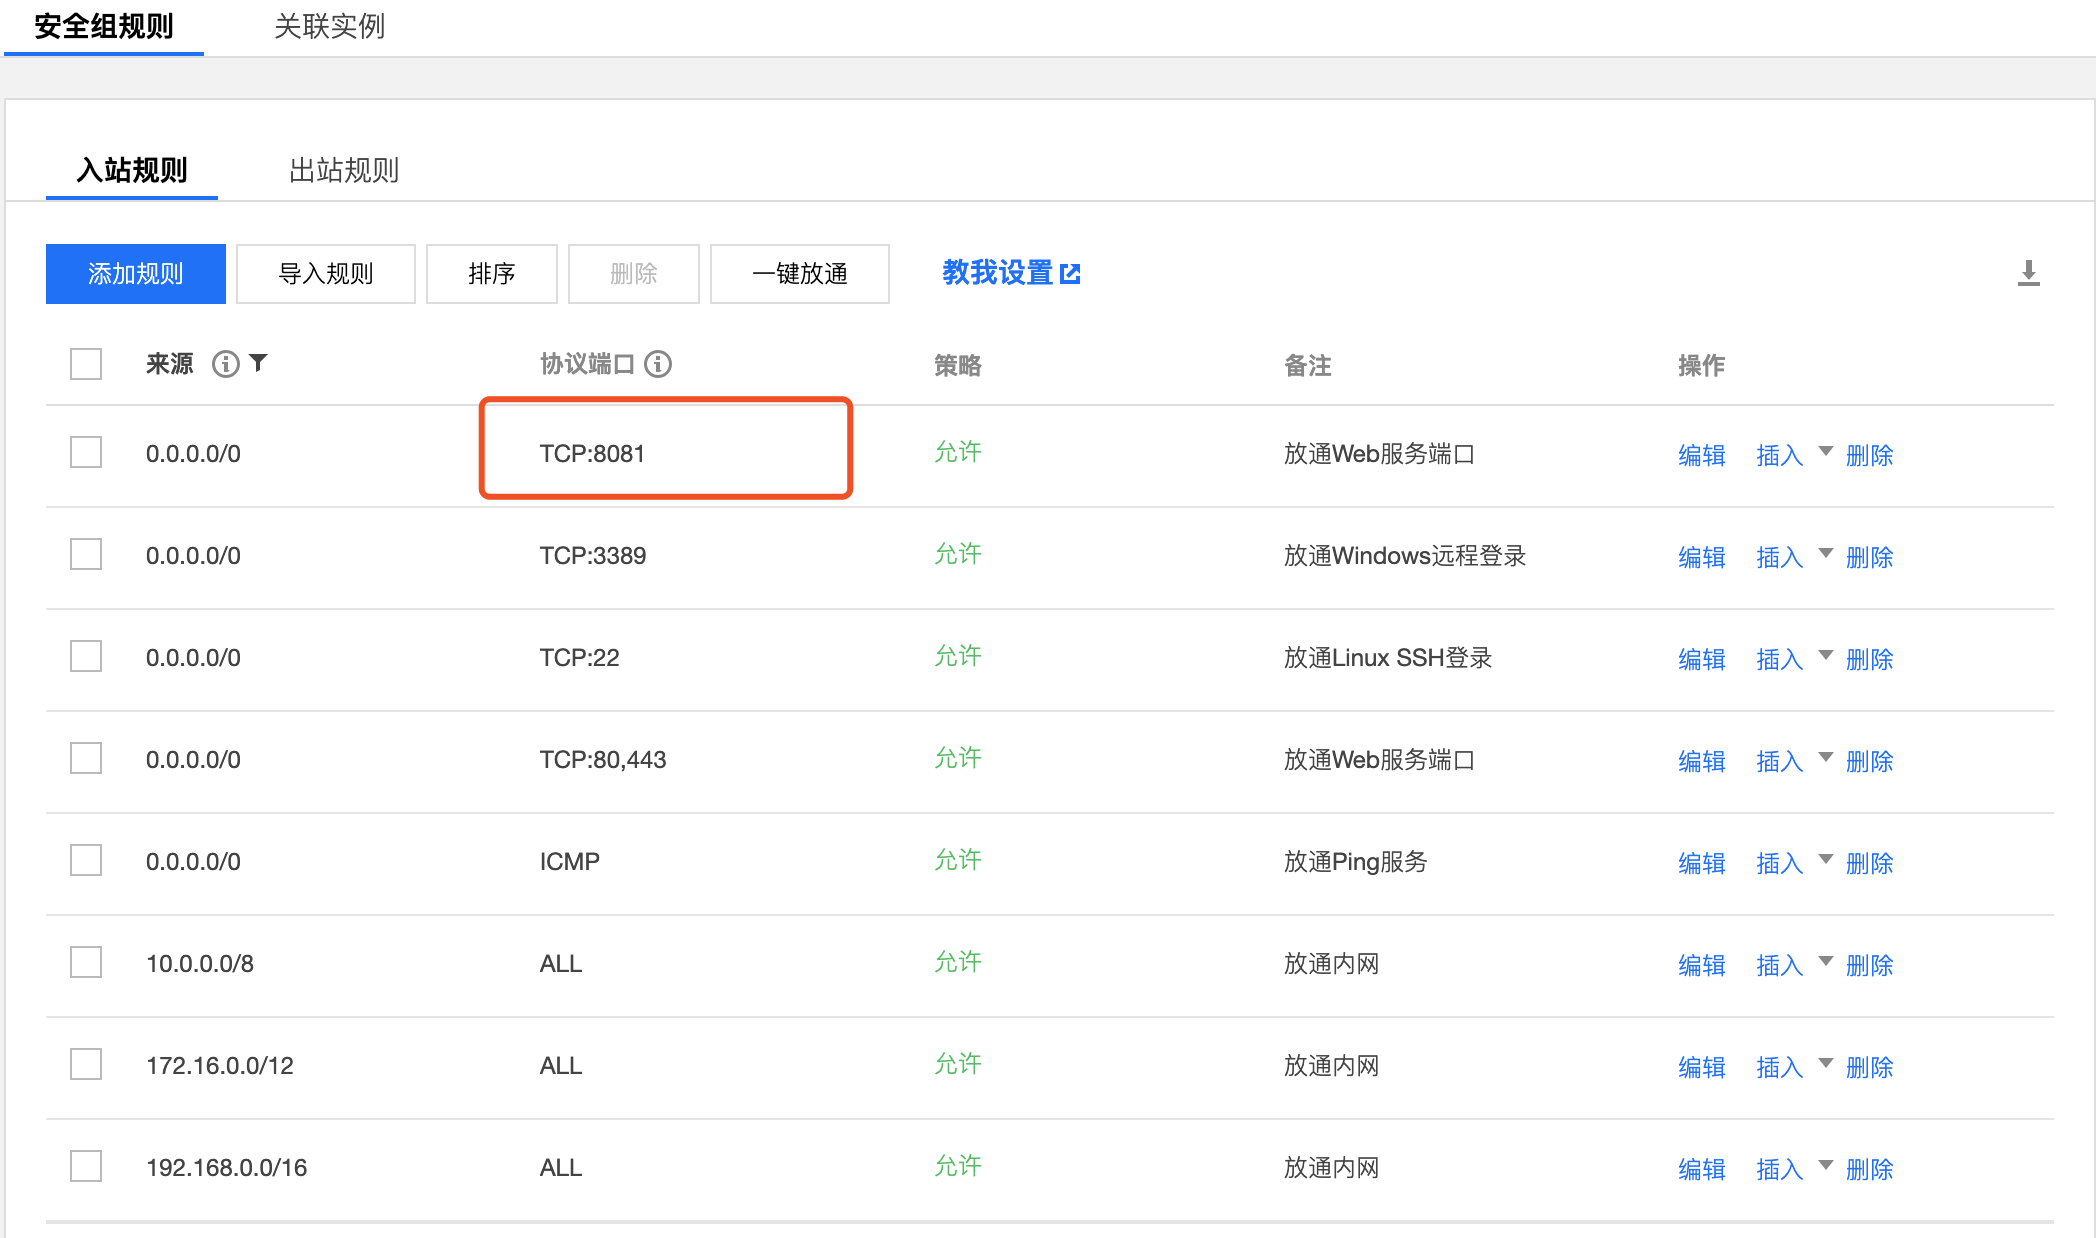 安全组规则 关联实例
入站规则 出站规则
添加规则 导入规则 排序 删除 一键放通 教我设置
来源 协议端口 策略 备注 操作
0.0.0.0/0 TCP:8081 允许 放通Web服务端口 编辑 插入 删除
0.0.0.0/0 TCP:3389 允许 放通Windows远程登录 编辑 插入 删除
0.0.0.0/0 TCP:22 允许 放通Linux SSH登录 编辑 插入 删除
0.0.0.0/0 TCP:80,443 允许 放通Web服务端口 编辑 插入 删除
0.0.0.0/0 ICMP 允许 放通Ping服务 编辑 插入 删除
10.0.0.0/8 ALL 允许 放通内网 编辑 插入 删除
172.16.0.0/12 ALL 允许 放通内网 编辑 插入 删除
192.168.0.0/16 ALL 允许 放通内网 编辑 插入 删除